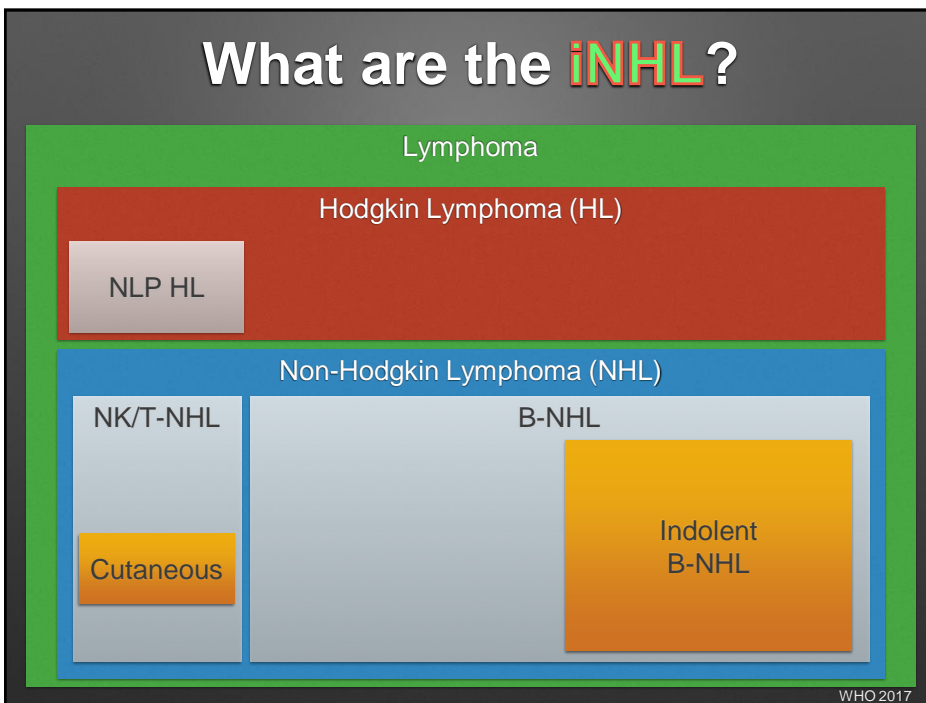 What are the iNHL?
Lymphoma
Hodgkin Lymphoma (HL)
NLP HL
Non-Hodgkin Lymphoma (NHL)
NK/T-NHL
B-NHL
Cutaneous
Indolent
B-NHL
WHO 2017